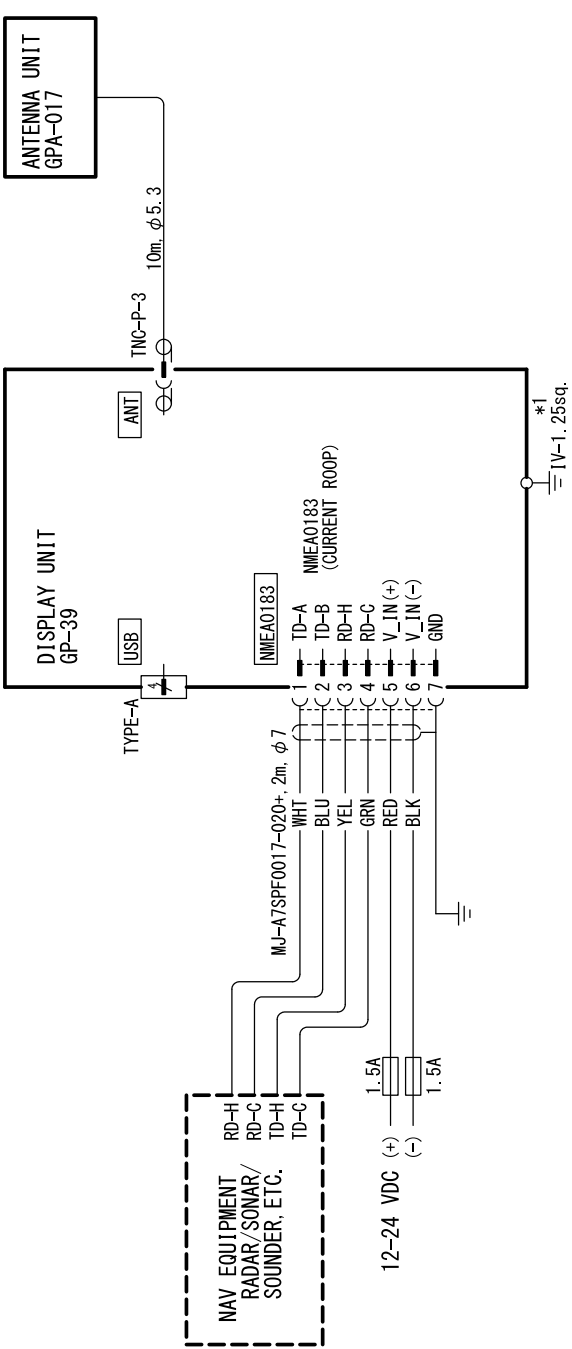 ANTENNA UNIT
GPA-017
10m, φ5.3
TNC-P-3
DISPLAY UNIT
GP-39
ANT
USB
TYPE-A
4
NMEA0183
NMEA0183
(CURRENT ROOP)
1 TD-A
2 TD-B
3 RD-H
4 RD-C
5 V_IN(+)
6 V_IN(-)
7 GND
*1
IV-1.25sq.
MJ-A7SPF0017-020+, 2m, φ7
WHT
BLU
YEL
GRN
RED
BLK
RD-H
RD-C
TD-H
TD-C
NAV EQUIPMENT
RADAR/SONAR/
SOUNDER, ETC.
1.5A
1.5A
12-24 VDC (+)
(-)